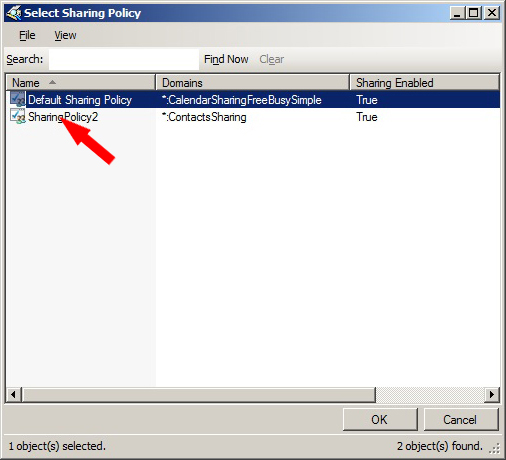 Select Sharing Policy
File View
Search: Find Now Clear
Name Domains Sharing Enabled
Default Sharing Policy *:CalendarSharingFreeBusySimple True
SharingPolicy2 *:ContactsSharing True
OK Cancel
1 object(s) selected. 2 object(s) found.